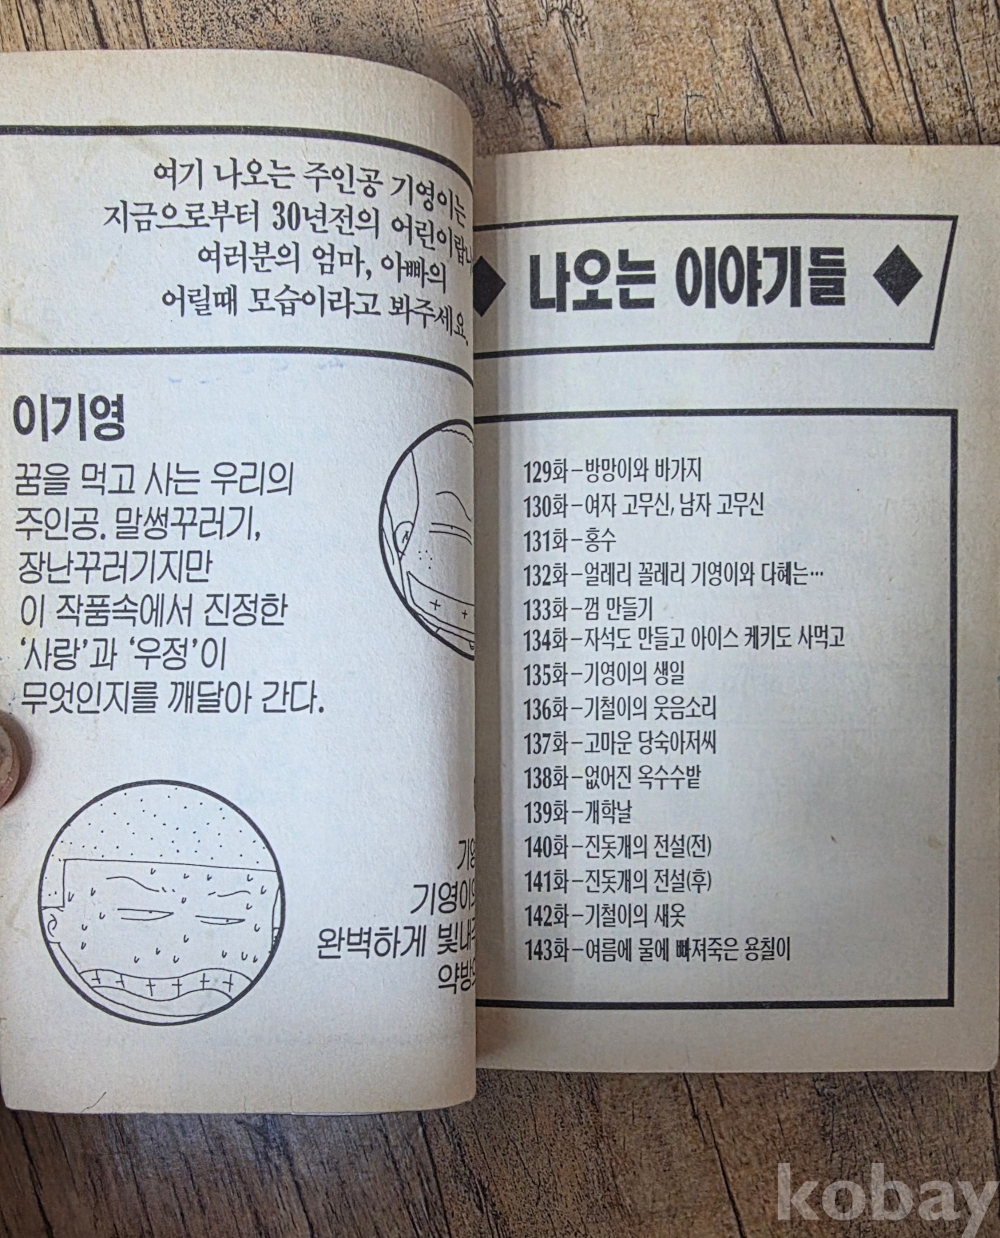 여기 나오는 주인공 기영이는
지금으로부터 30년전의 어린이랍니
여러분의 엄마, 아빠의
어릴때 모습이라고 봐주세요.
이기영
꿈을 먹고 사는 우리의
주인공. 말썽꾸러기,
장난꾸러기지만
이 작품속에서 진정한
‘사랑’과 ‘우정’이
무엇인지를 깨달아 간다.
기영
기영이의
완벽하게 빛내주
약방의
◆ 나오는 이야기들 ◆
129화-방망이와 바가지
130화-여자 고무신, 남자 고무신
131화-홍수
132화-얼레리 꼴레리 기영이와 다혜는…
133화-껌 만들기
134화-자석도 만들고 아이스 케키도 사먹고
135화-기영이의 생일
136화-기철이의 웃음소리
137화-고마운 당숙아저씨
138화-없어진 옥수수밭
139화-개학날
140화-진돗개의 전설(전)
141화-진돗개의 전설(후)
142화-기철이의 새옷
143화-여름에 물에 빠져죽은 용칠이
kobay